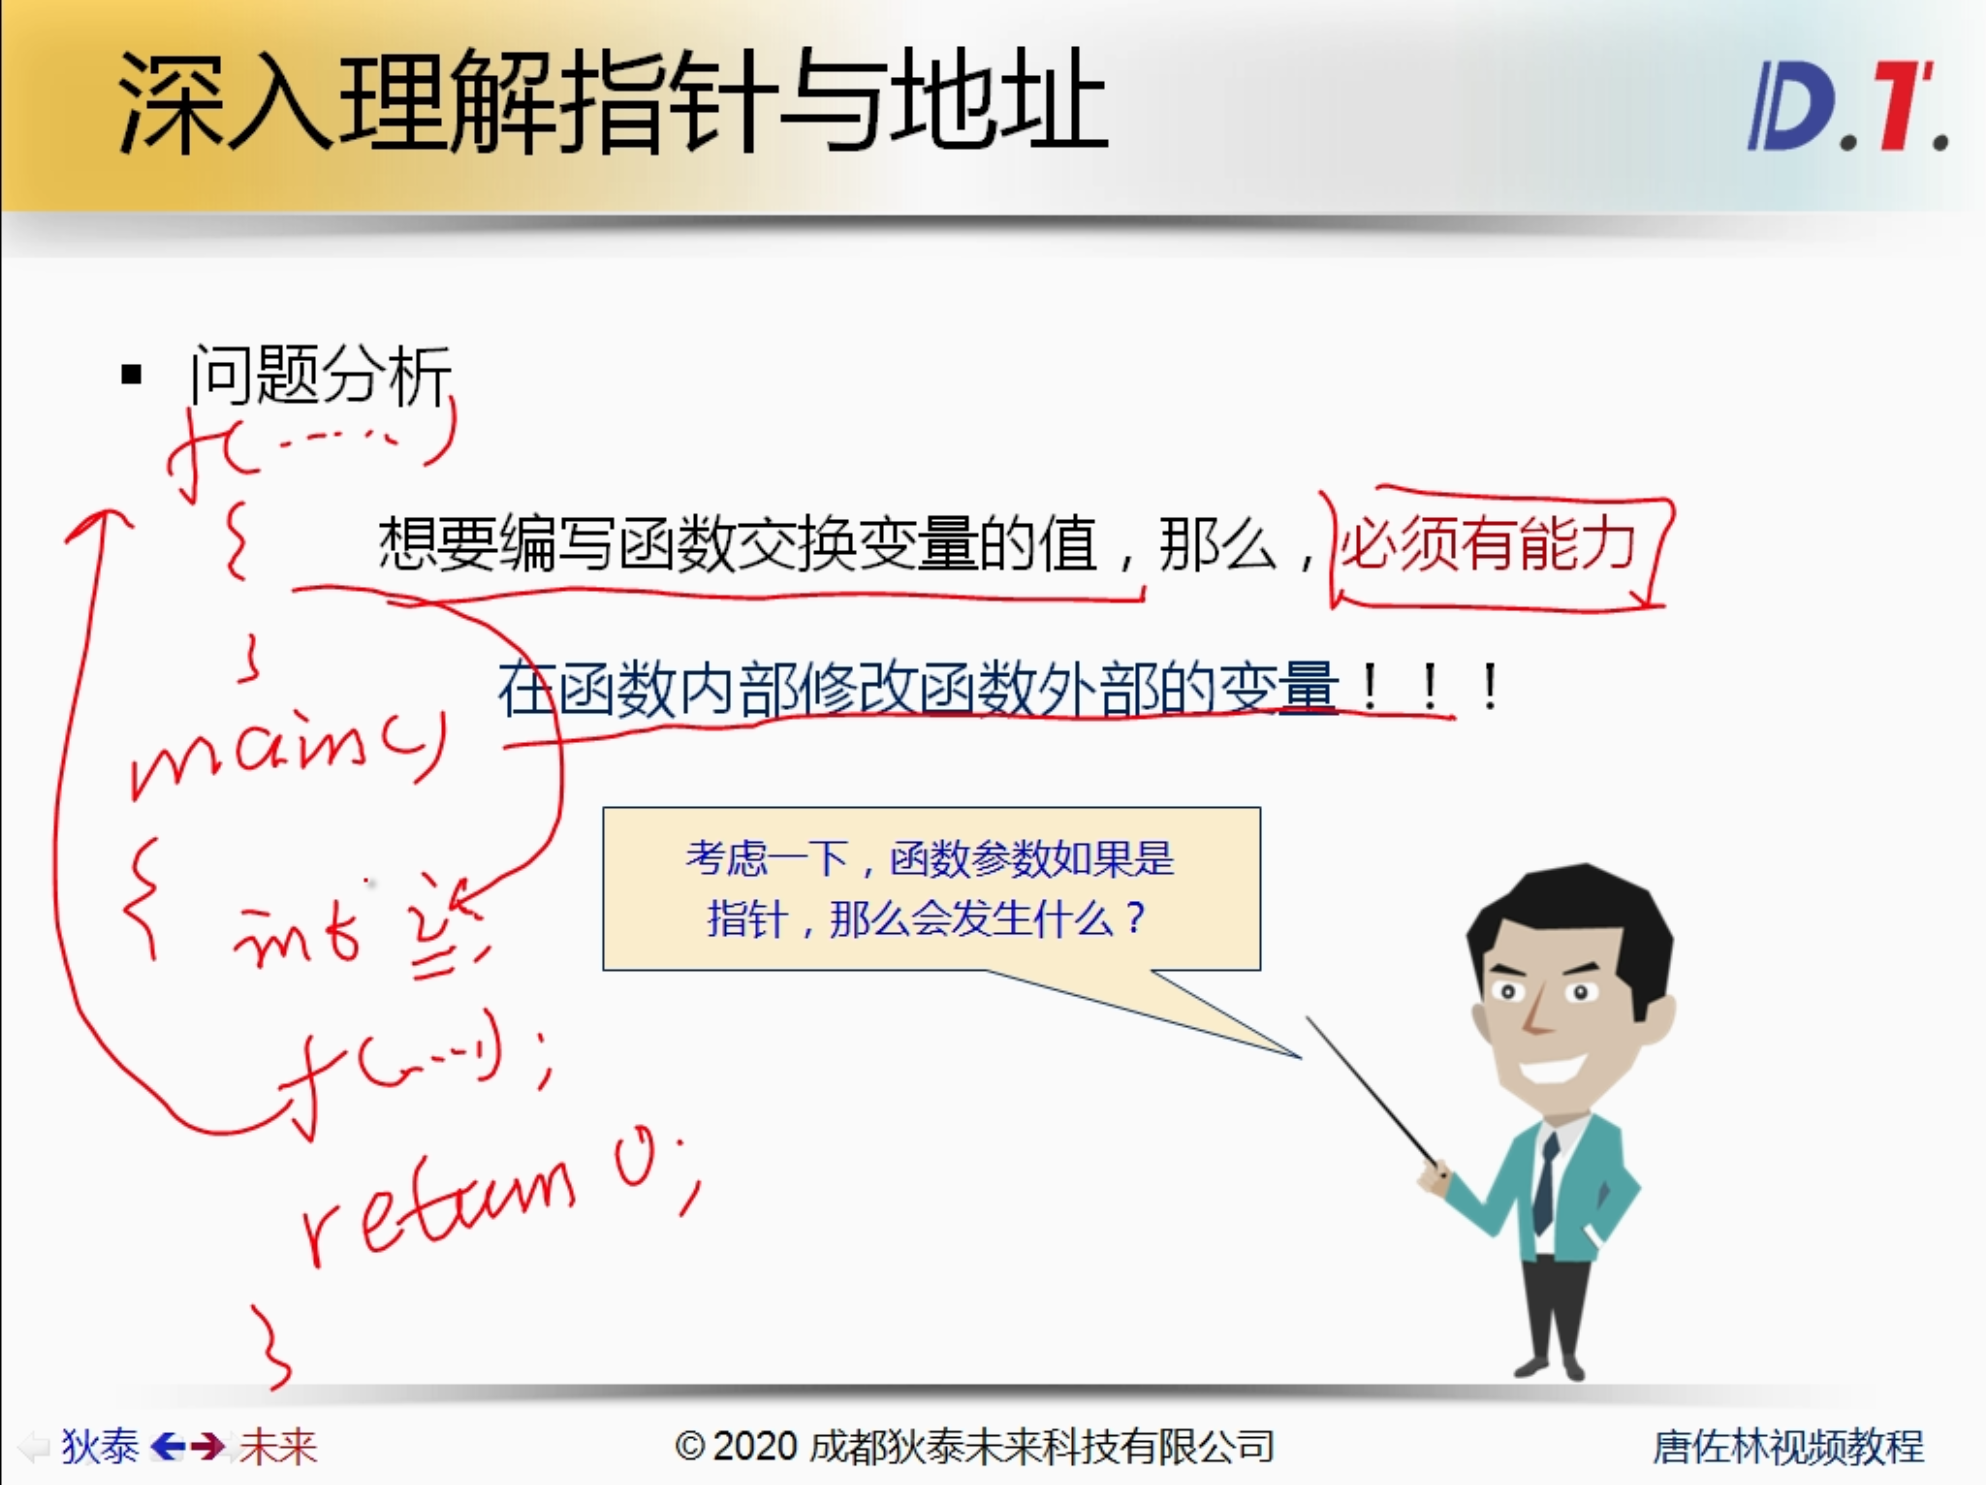 深入理解指针与地址
D.T.
▪ 问题分析
f(·····)
{
想要编写函数交换变量的值，那么，必须有能力
}
在函数内部修改函数外部的变量！！！
main()
{
考虑一下，函数参数如果是
指针，那么会发生什么？
int i;
f(...);
return 0;
}
狄泰 未来
© 2020 成都狄泰未来科技有限公司
唐佐林视频教程